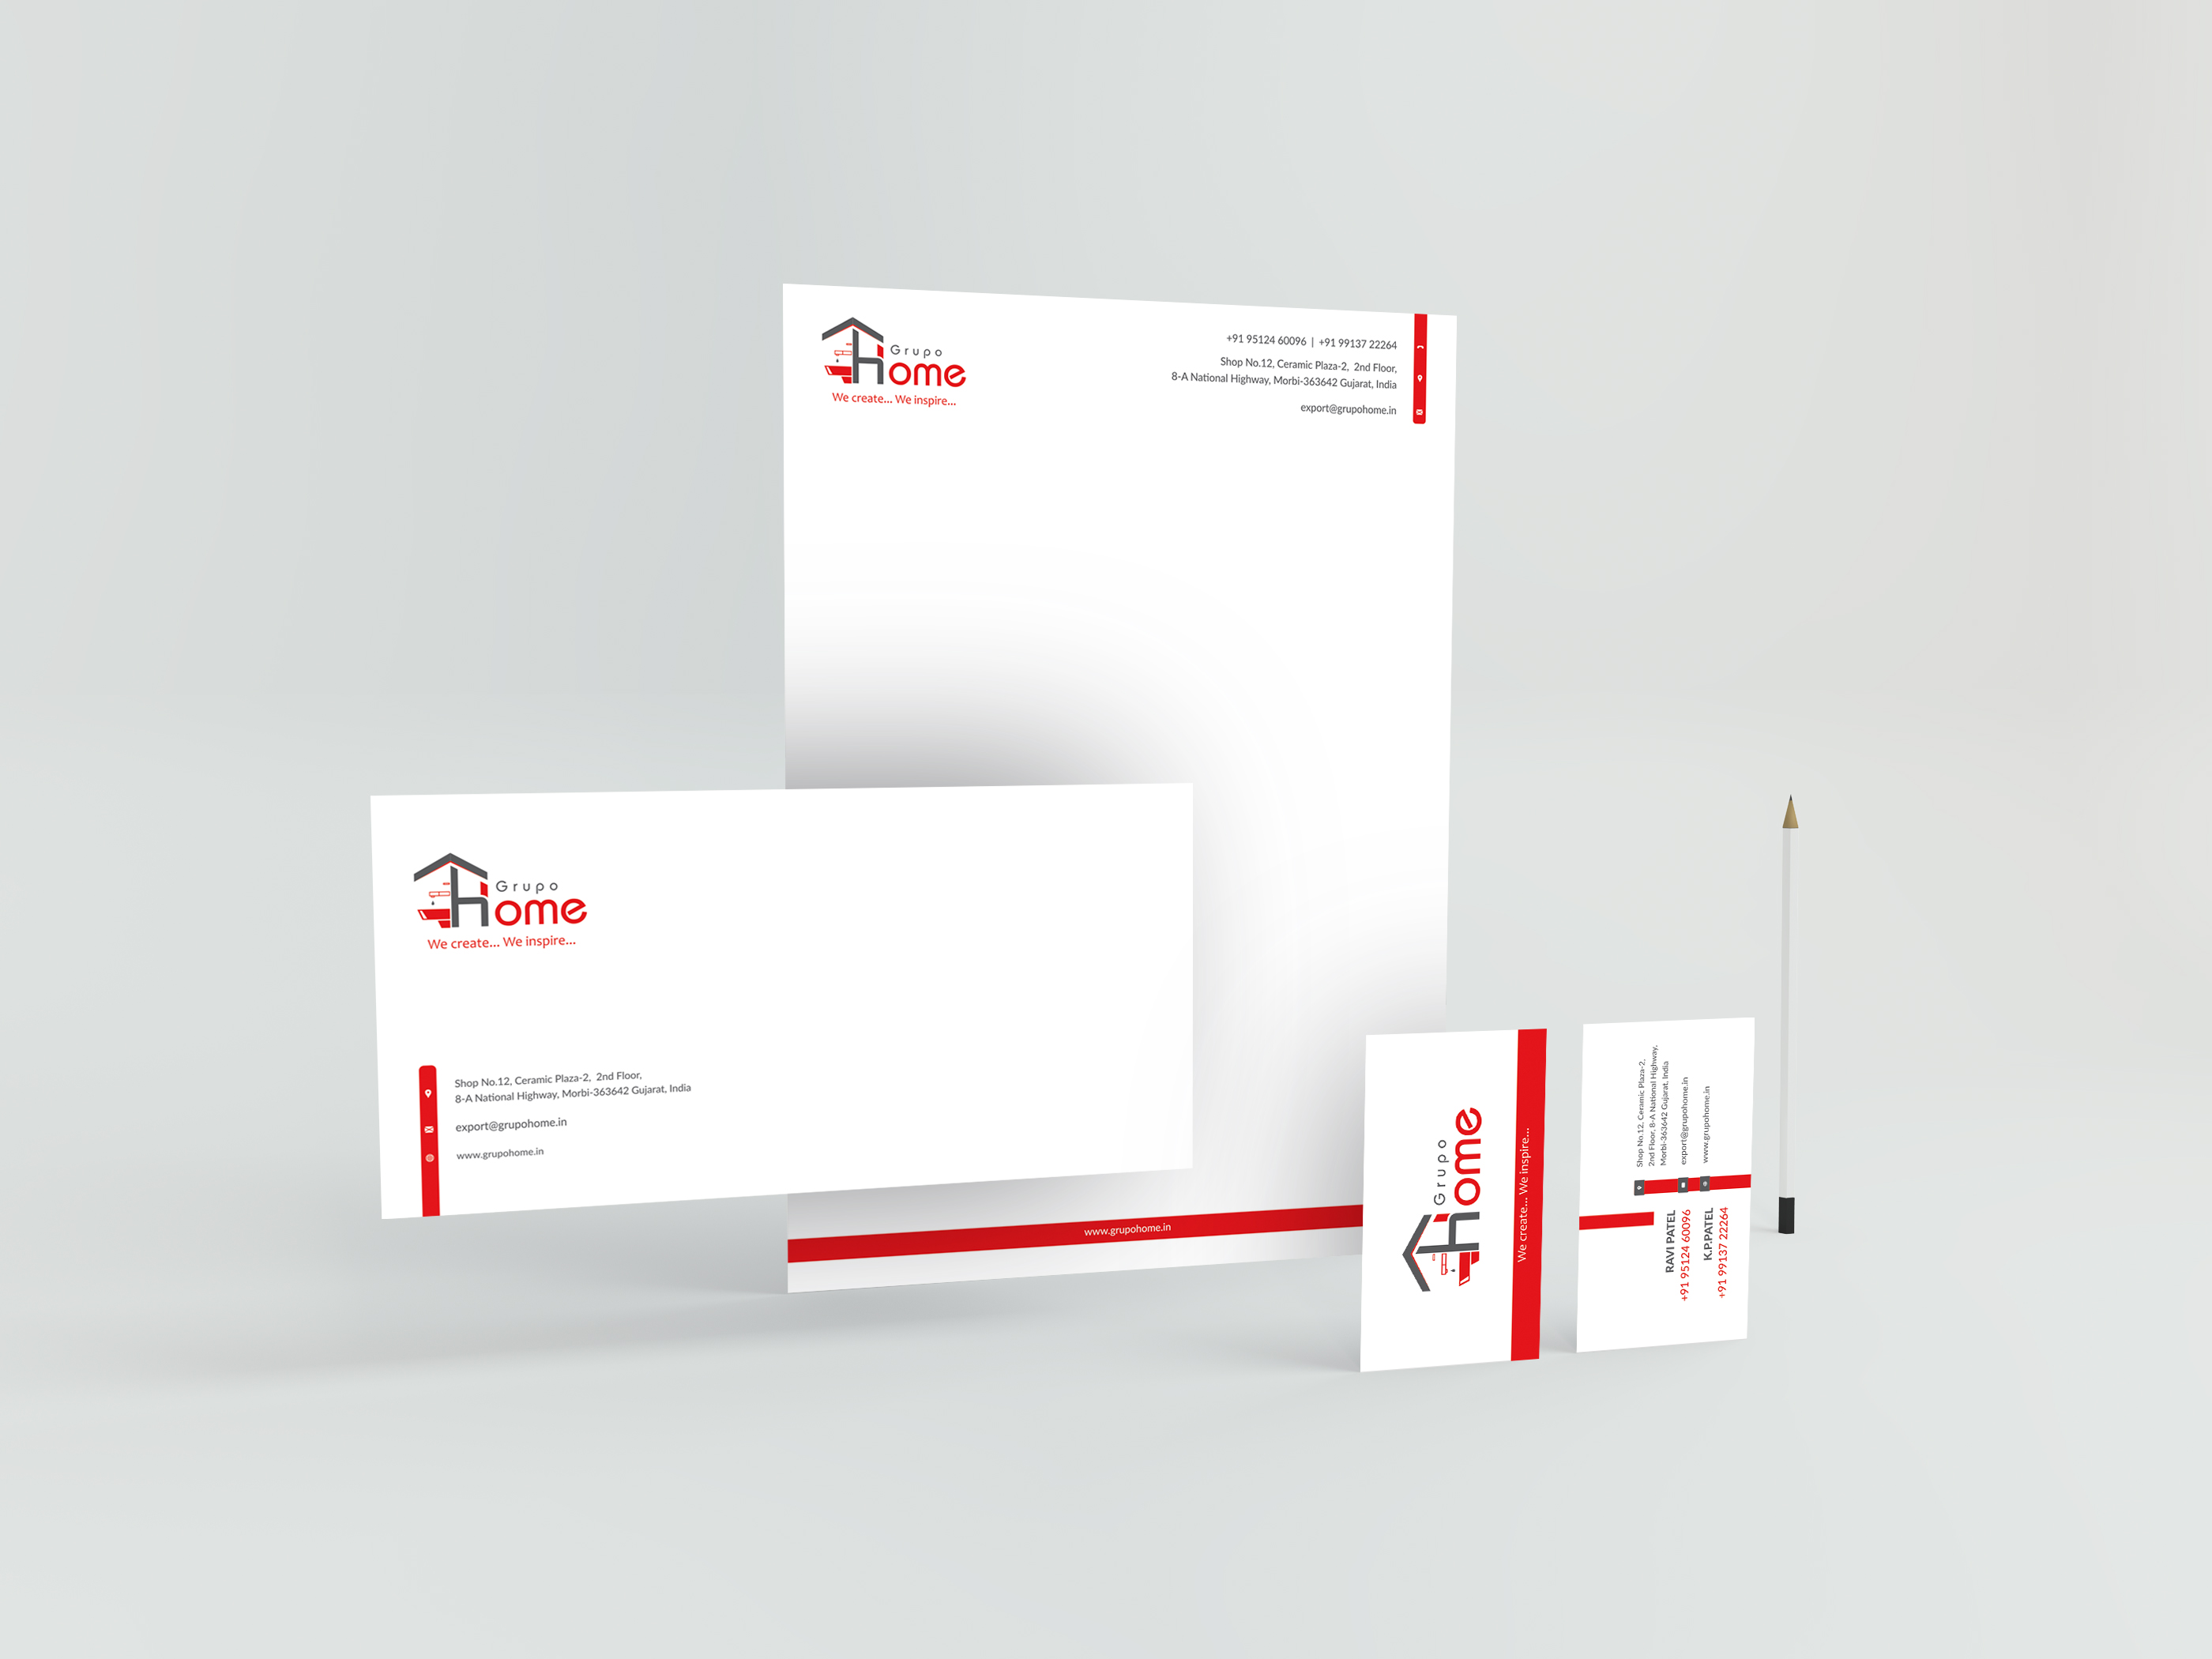 Grupo
Home
We create... We inspire...
+91 95124 60096 | +91 99137 22264
Shop No.12, Ceramic Plaza-2, 2nd Floor,
8-A National Highway, Morbi-363642 Gujarat, India
export@grupohome.in
www.grupohome.in
Grupo
Home
We create... We inspire...
Shop No.12, Ceramic Plaza-2, 2nd Floor,
8-A National Highway, Morbi-363642 Gujarat, India
export@grupohome.in
www.grupohome.in
Grupo
Home
We create... We inspire...
RAVI PATEL
+91 95124 60096
K.P.PATEL
+91 99137 22264
Shop No.12, Ceramic Plaza-2,
2nd Floor, 8-A National Highway,
Morbi-363642 Gujarat, India
export@grupohome.in
www.grupohome.in